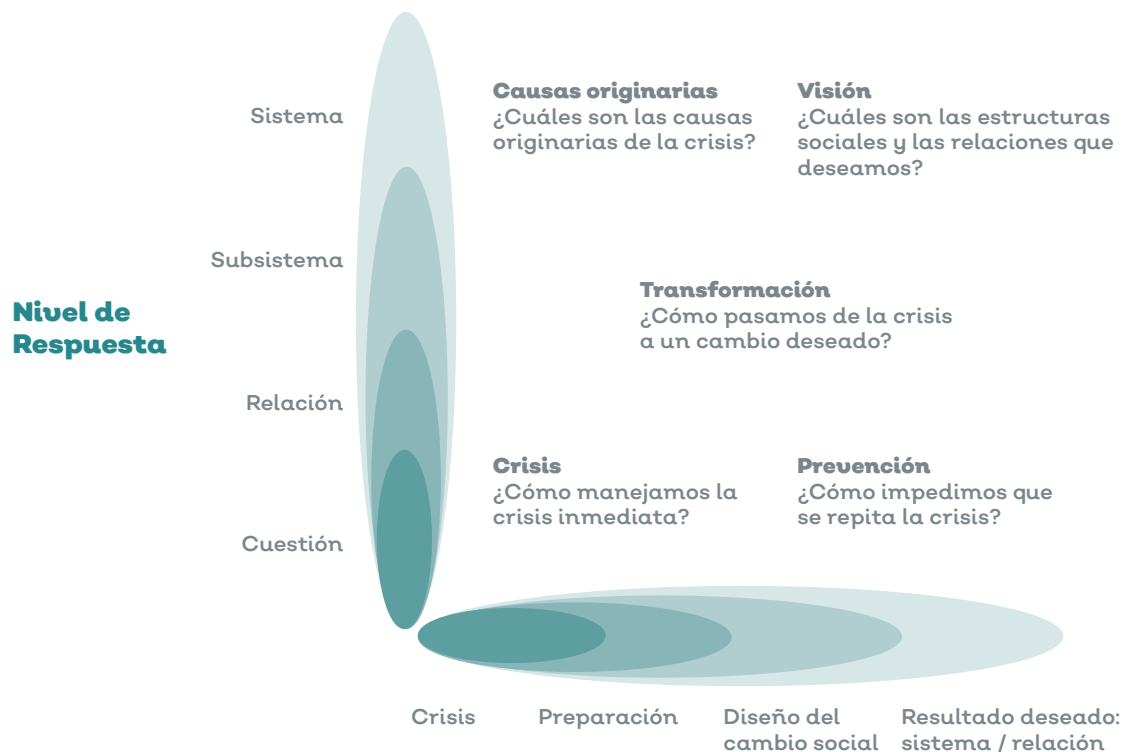 Sistema
Causas originarias
¿Cuáles son las causas
originarias de la crisis?
Visión
¿Cuáles son las estructuras
sociales y las relaciones que
deseamos?
Subsistema
Nivel de
Respuesta
Transformación
¿Cómo pasamos de la crisis
a un cambio deseado?
Relación
Crisis
¿Cómo manejamos la
crisis inmediata?
Prevención
¿Cómo impedimos que
se repita la crisis?
Cuestión
Crisis
Preparación
Diseño del
cambio social
Resultado deseado:
sistema / relación